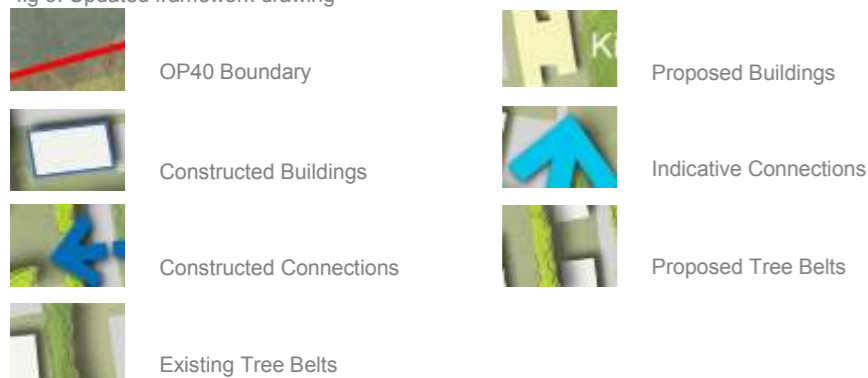 OP40 Boundary
Proposed Buildings
Constructed Buildings
Indicative Connections
Constructed Connections
Proposed Tree Belts
Existing Tree Belts